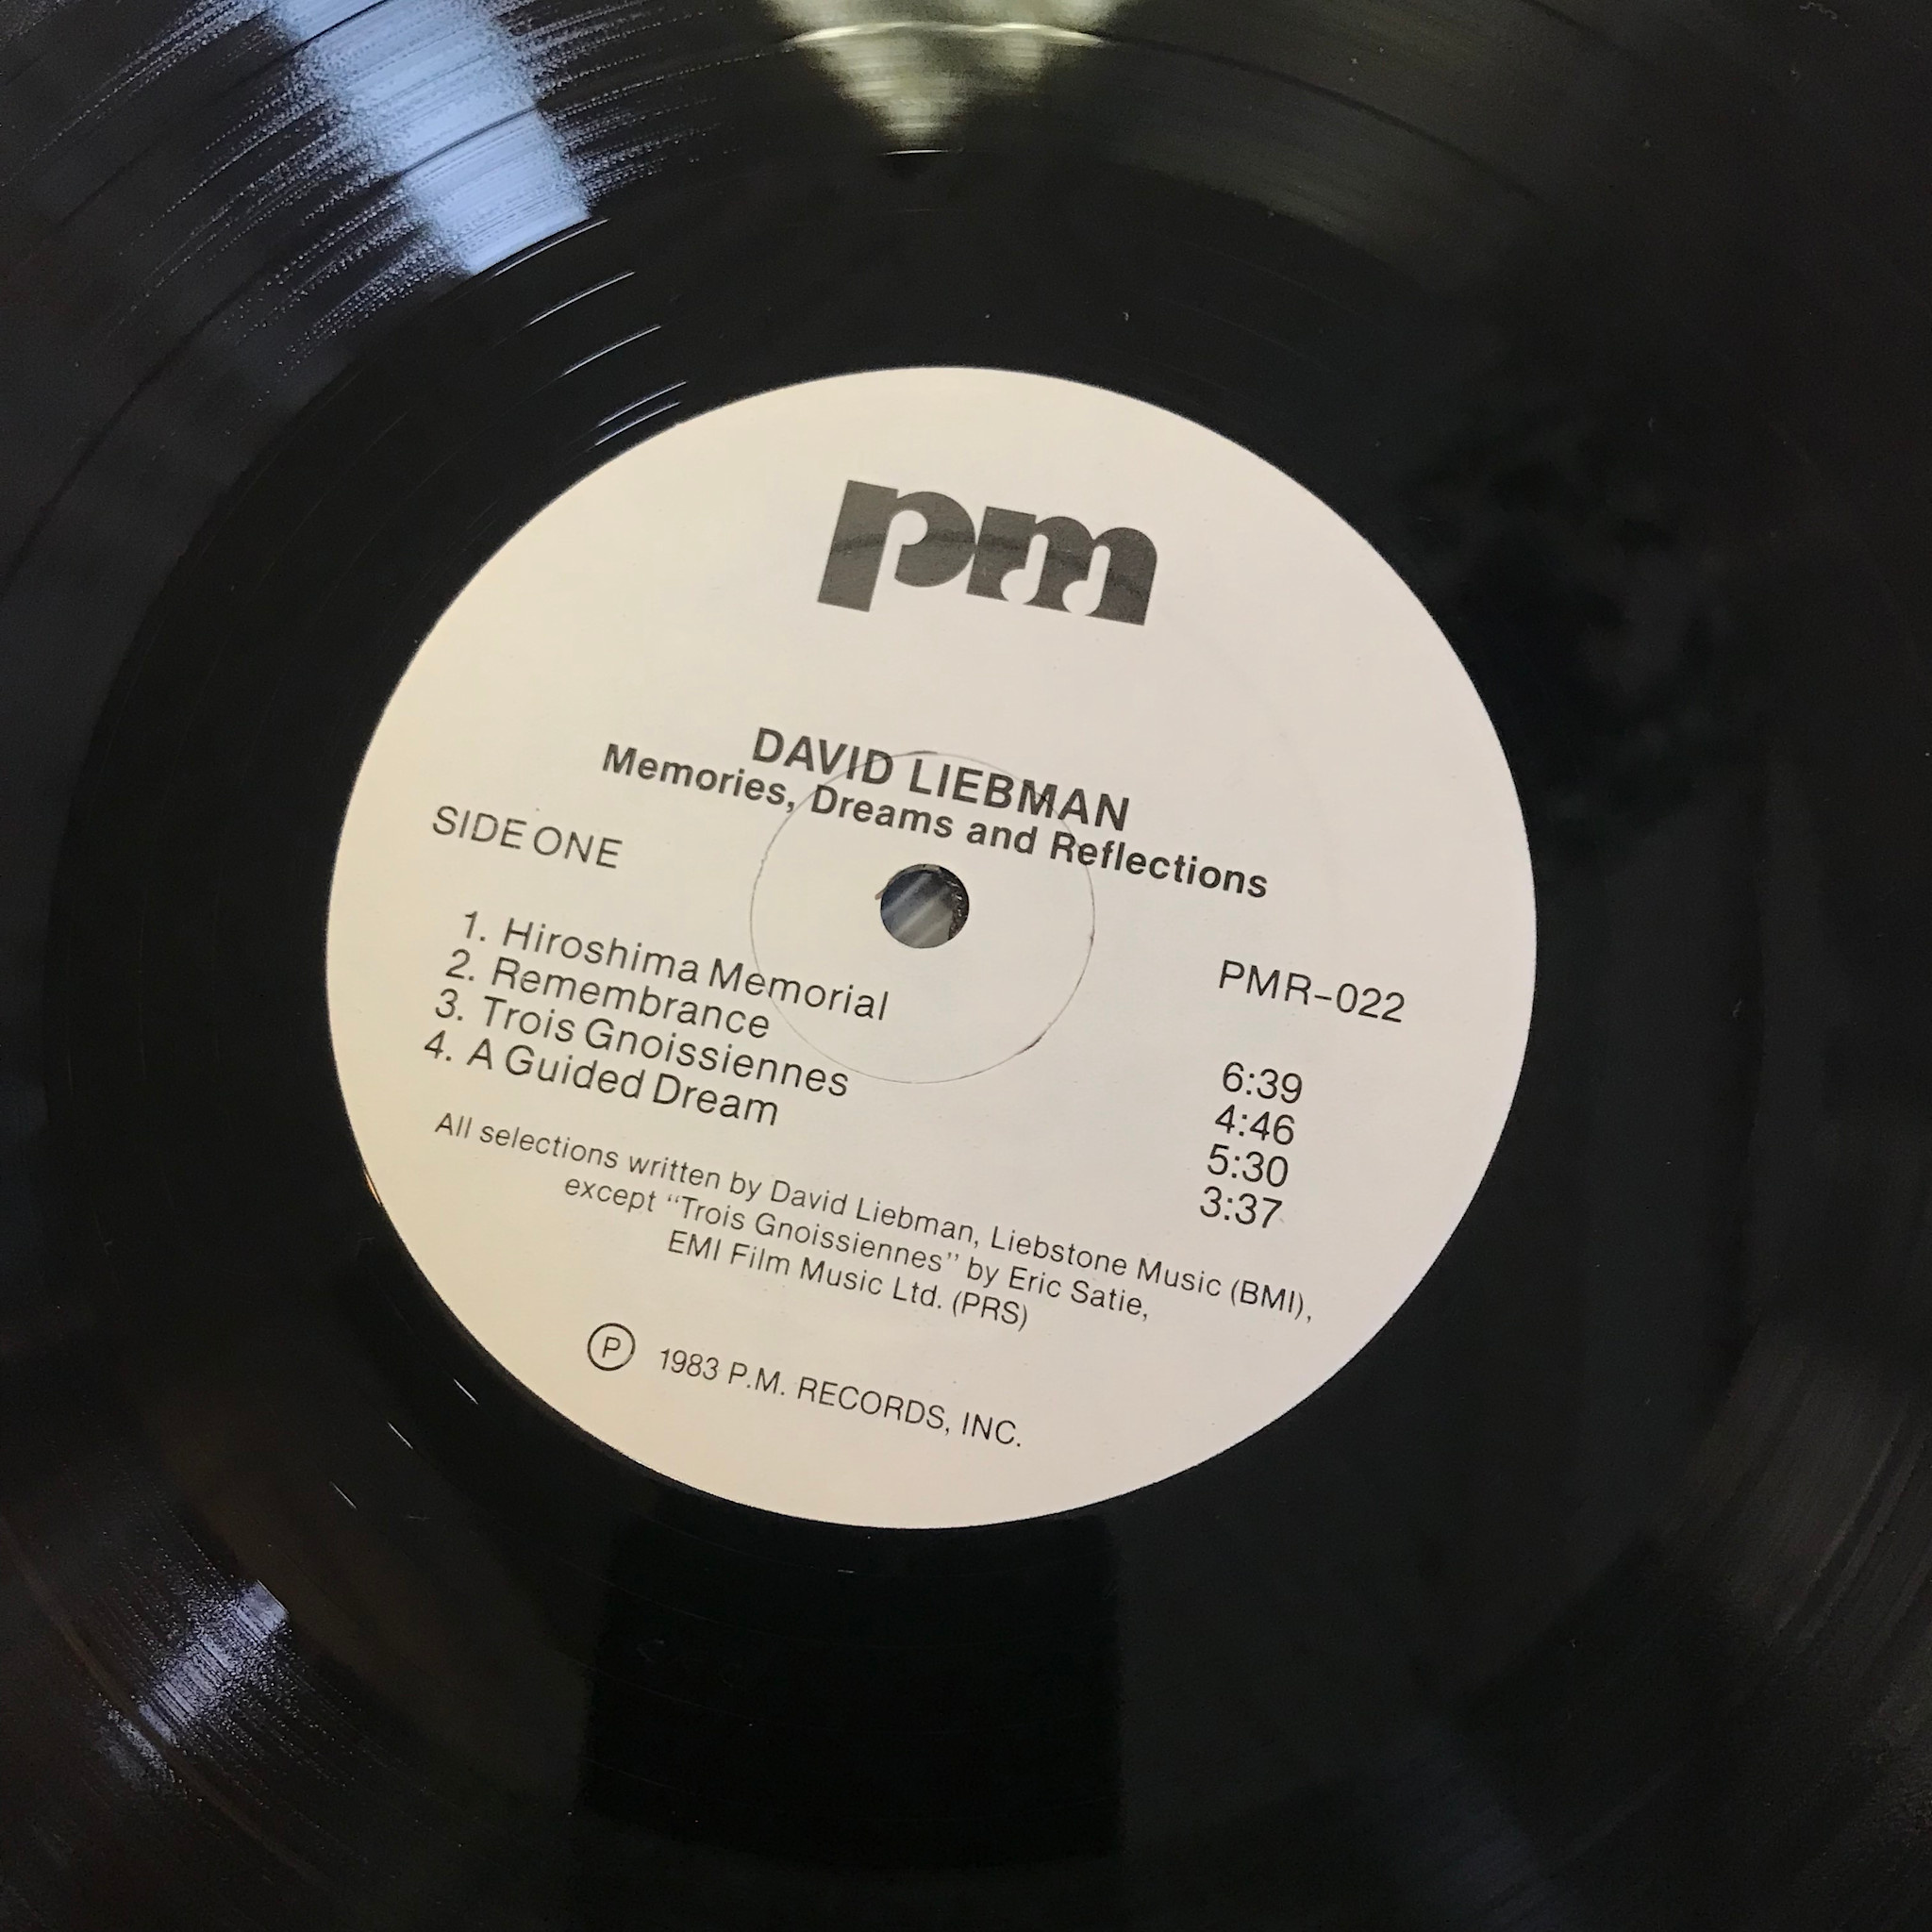 pm
DAVID LIEBMAN
Memories, Dreams and Reflections
SIDE ONE
PMR-022
1. Hiroshima Memorial 6:39
2. Remembrance 4:46
3. Trois Gnoissiennes 5:30
4. A Guided Dream 3:37
All selections written by David Liebman, Liebstone Music (BMI),
except “Trois Gnoissiennes” by Eric Satie,
EMI Film Music Ltd. (PRS)
Ⓟ 1983 P.M. RECORDS, INC.